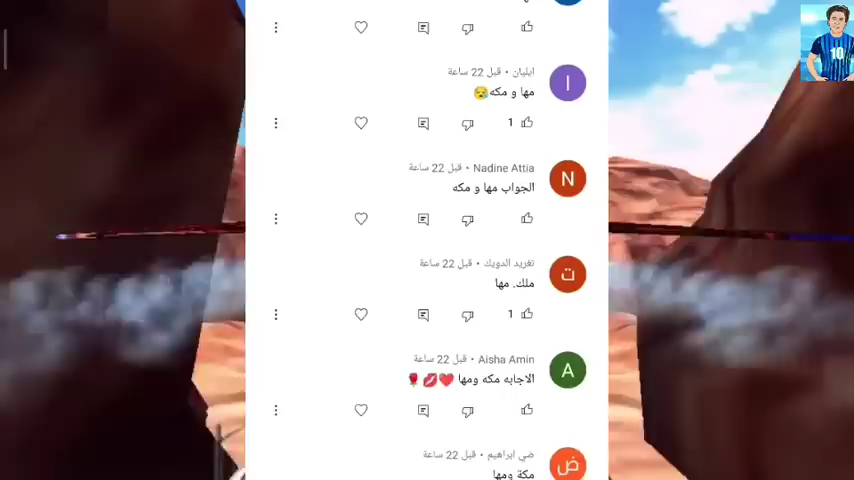 ايليان • قبل 22 ساعة
مها و مكه😪
1
Nadine Attia • قبل 22 ساعة
الجواب مها و مكه
تغريد الدويك • قبل 22 ساعة
ملك. مها
1
Aisha Amin • قبل 22 ساعة
الاجابه مكه ومها ❤️💋🌹
ضي ابراهيم • قبل 22 ساعة
مكة ومها
I
N
ت
A
ض
10